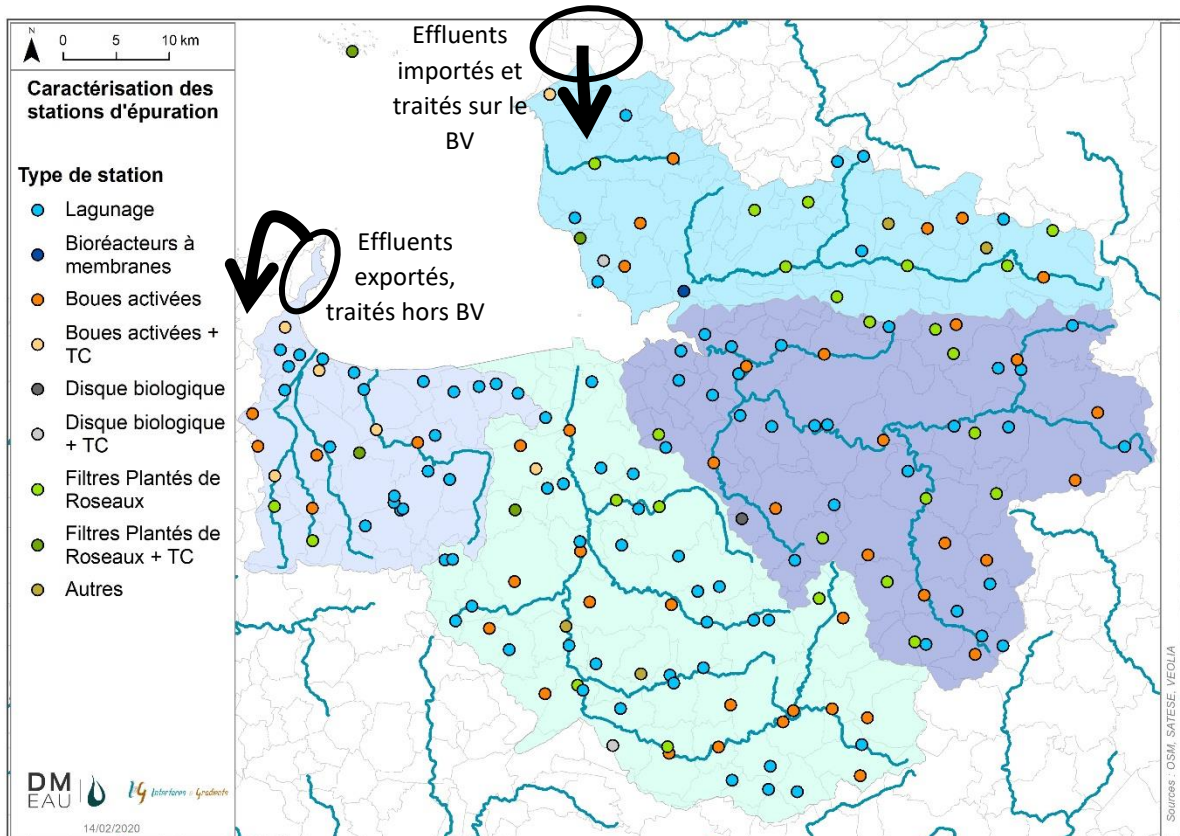 N
0 5 10 km
Caractérisation des
stations d'épuration
Type de station
Lagunage
Bioréacteurs à
membranes
Boues activées
Boues activées +
TC
Disque biologique
Disque biologique
+ TC
Filtres Plantés de
Roseaux
Filtres Plantés de
Roseaux + TC
Autres
DM
EAU
Interfaces & Gradients
14/02/2020
Effluents
importés et
traités sur le
BV
Effluents
exportés,
traités hors BV
Sources : OSM, SATESE, VEOLIA